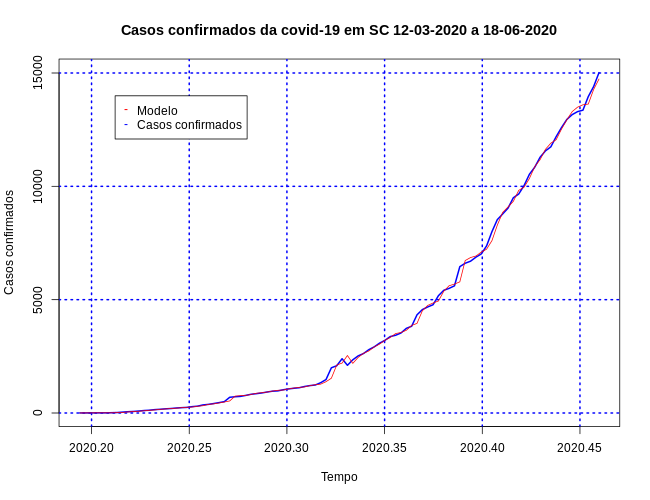 Casos confirmados da covid-19 em SC 12-03-2020 a 18-06-2020
15000
10000
5000
0
Casos confirmados
- Modelo
- Casos confirmados
2020.20 2020.25 2020.30 2020.35 2020.40 2020.45
Tempo